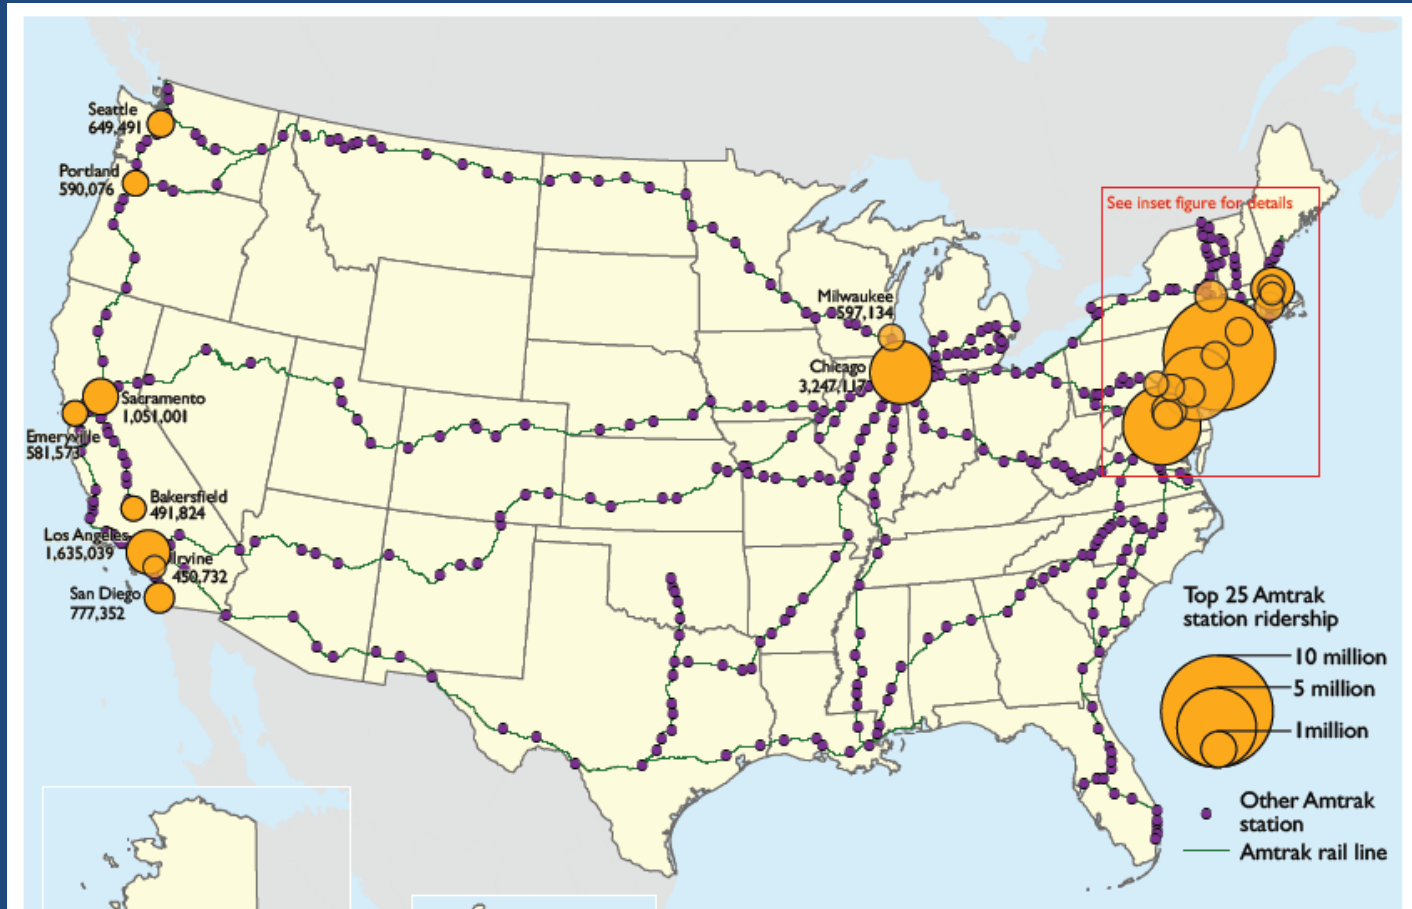 Seattle
649,491
Portland
590,076
See inset figure for details
Milwaukee
597,134
Chicago
3,247,117
Sacramento
1,051,001
Emeryville
581,573
Bakersfield
491,824
Los Angeles
1,635,039
Irvine
450,732
San Diego
777,352
Top 25 Amtrak
station ridership
10 million
5 million
1million
Other Amtrak
station
Amtrak rail line